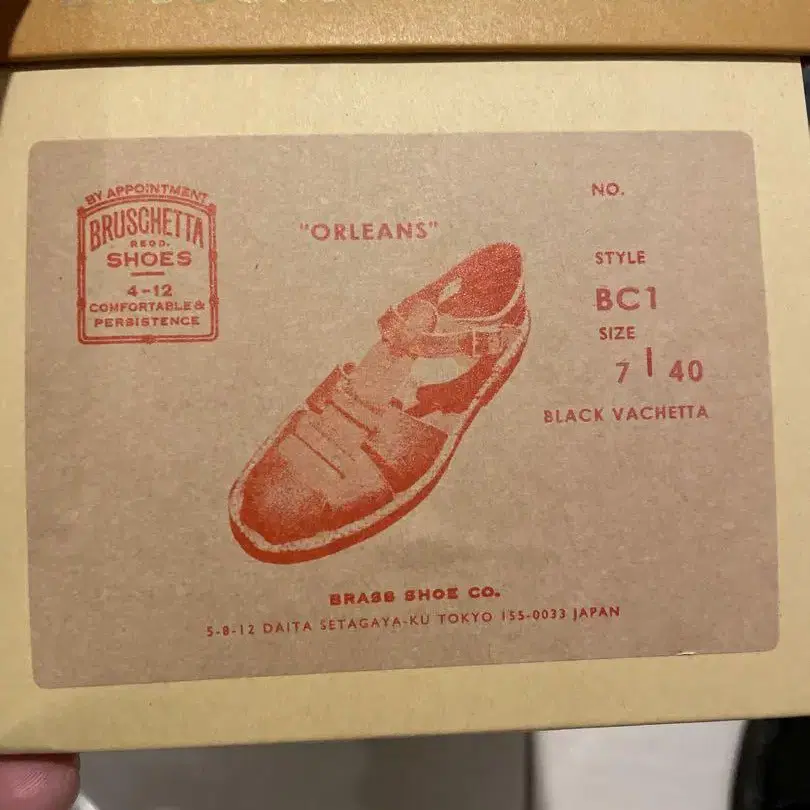 BY APPOINTMENT
BRUSCHETTA
REGD.
SHOES
4-12
COMFORTABLE &
PERSISTENCE
"ORLEANS"
NO.
STYLE
BC1
SIZE
7 | 40
BLACK VACHETTA
BRASS SHOE CO.
5-8-12 DAITA SETAGAYA-KU TOKYO 155-0033 JAPAN